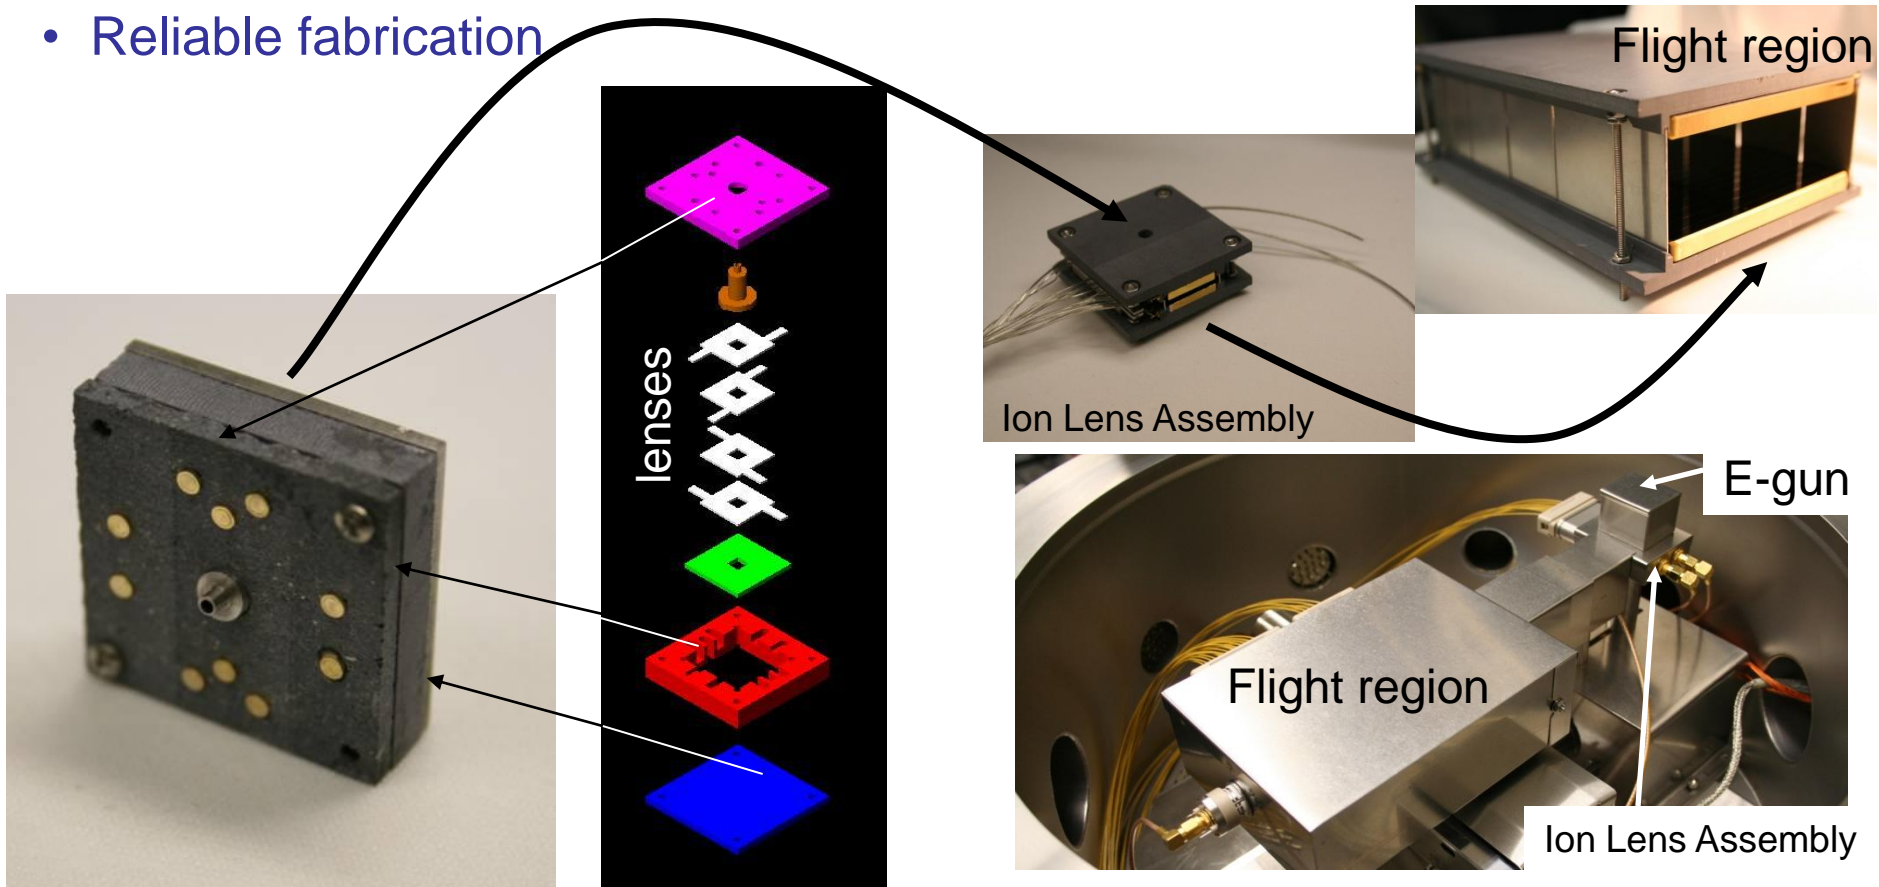 • Reliable fabrication
Flight region
lenses
Ion Lens Assembly
E-gun
Flight region
Ion Lens Assembly